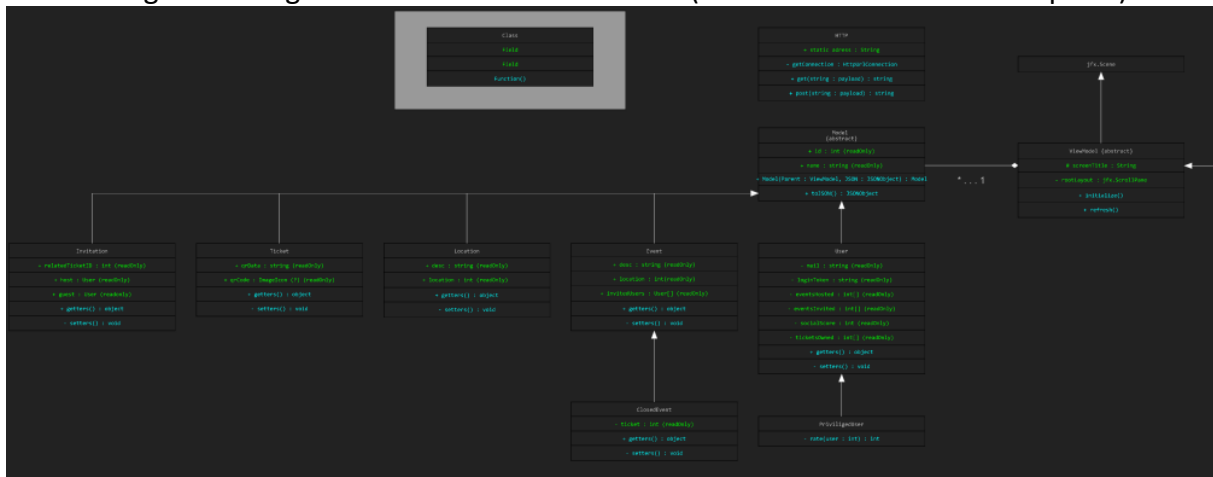 Class
Field
Field
Function()
HTTP
+ static adress : String
- getConnection : HttpUrlConnection
+ get(string : payload) : string
+ post(string : payload) : string
jfx.Scene
Model
(abstract)
+ id : int (readOnly)
+ name : string (readOnly)
- Model(Parent : ViewModel, JSON : JSONObject) : Model
+ toJSON() : JSONObject
*...1
ViewModel (abstract)
# screenTitle : String
- rootLayout : jfx.ScrollPane
+ initialize()
+ refresh()
Invitation
+ relatedTicketID : int (readOnly)
+ host : User (readOnly)
+ guest : User (readOnly)
+ getters() : object
- setters() : void
Ticket
+ qrData : string (readOnly)
+ qrCode : ImageIcon (?) (readOnly)
+ getters() : object
- setters() : void
Location
+ desc : string (readOnly)
+ location : int (readOnly)
+ getters() : object
- setters() : void
Event
+ desc : string (readOnly)
+ location : int(readOnly)
+ invitedUsers : User[] (readOnly)
+ getters() : object
- setters() : void
User
- mail : string (readOnly)
- loginToken : string (readOnly)
- eventsHosted : int[] (readOnly)
- eventsInvited : int[] (readOnly)
- socialScore : int (readOnly)
- ticketsOwned : int[] (readOnly)
+ getters() : object
- setters() : void
ClosedEvent
- ticket : int (readOnly)
+ getters() : object
- setters() : void
PriviligedUser
- rate(user : int) : int